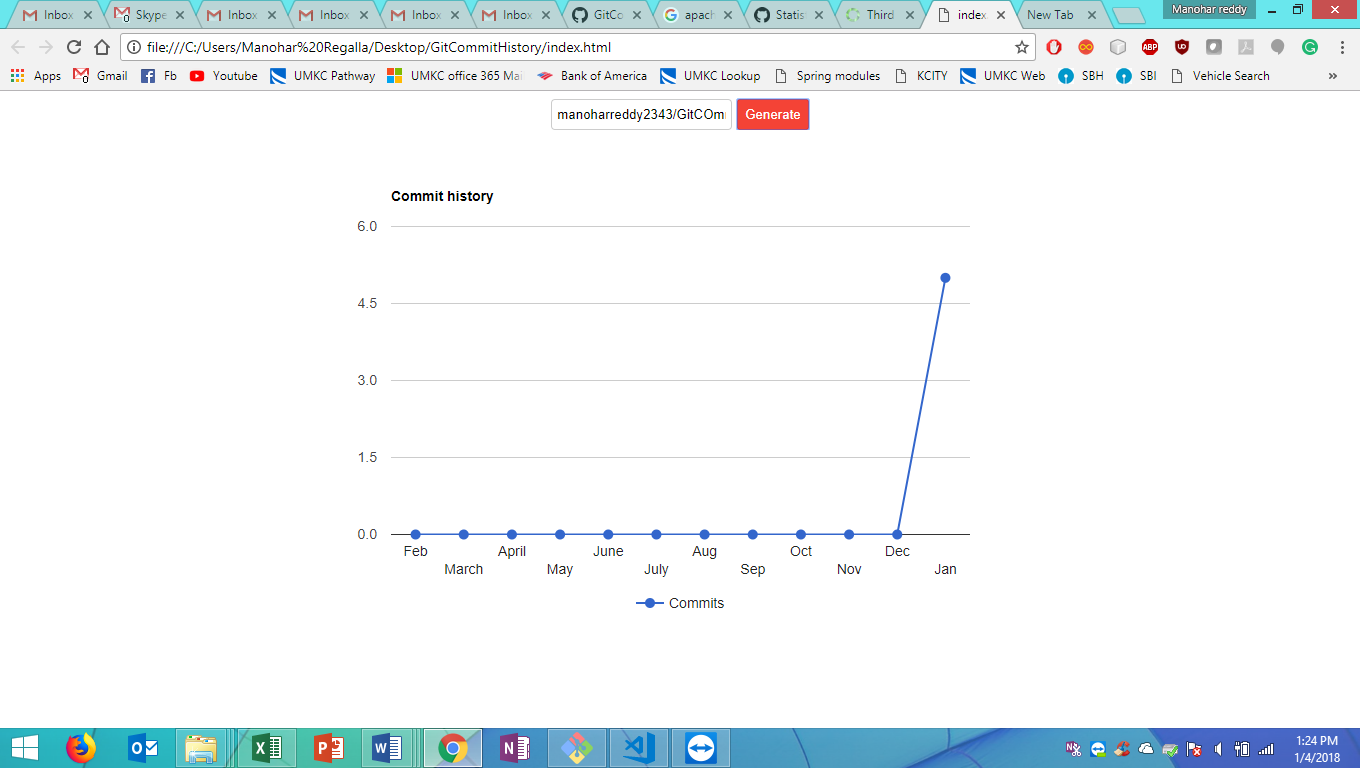 Inbox
Skype
Inbox
Inbox
Inbox
Inbox
GitCo
apach
Statis
Third
index.
New Tab
Manohar reddy
file:///C:/Users/Manohar%20Regalla/Desktop/GitCommitHistory/index.html
ABP
UD
Apps
Gmail
Fb
Youtube
UMKC Pathway
UMKC office 365 Mai
Bank of America
UMKC Lookup
Spring modules
KCITY
UMKC Web
SBH
SBI
Vehicle Search
»
manoharreddy2343/GitCOm
Generate
Commit history
6.0
4.5
3.0
1.5
0.0
Feb
March
April
May
June
July
Aug
Sep
Oct
Nov
Dec
Jan
Commits
1:24 PM
1/4/2018